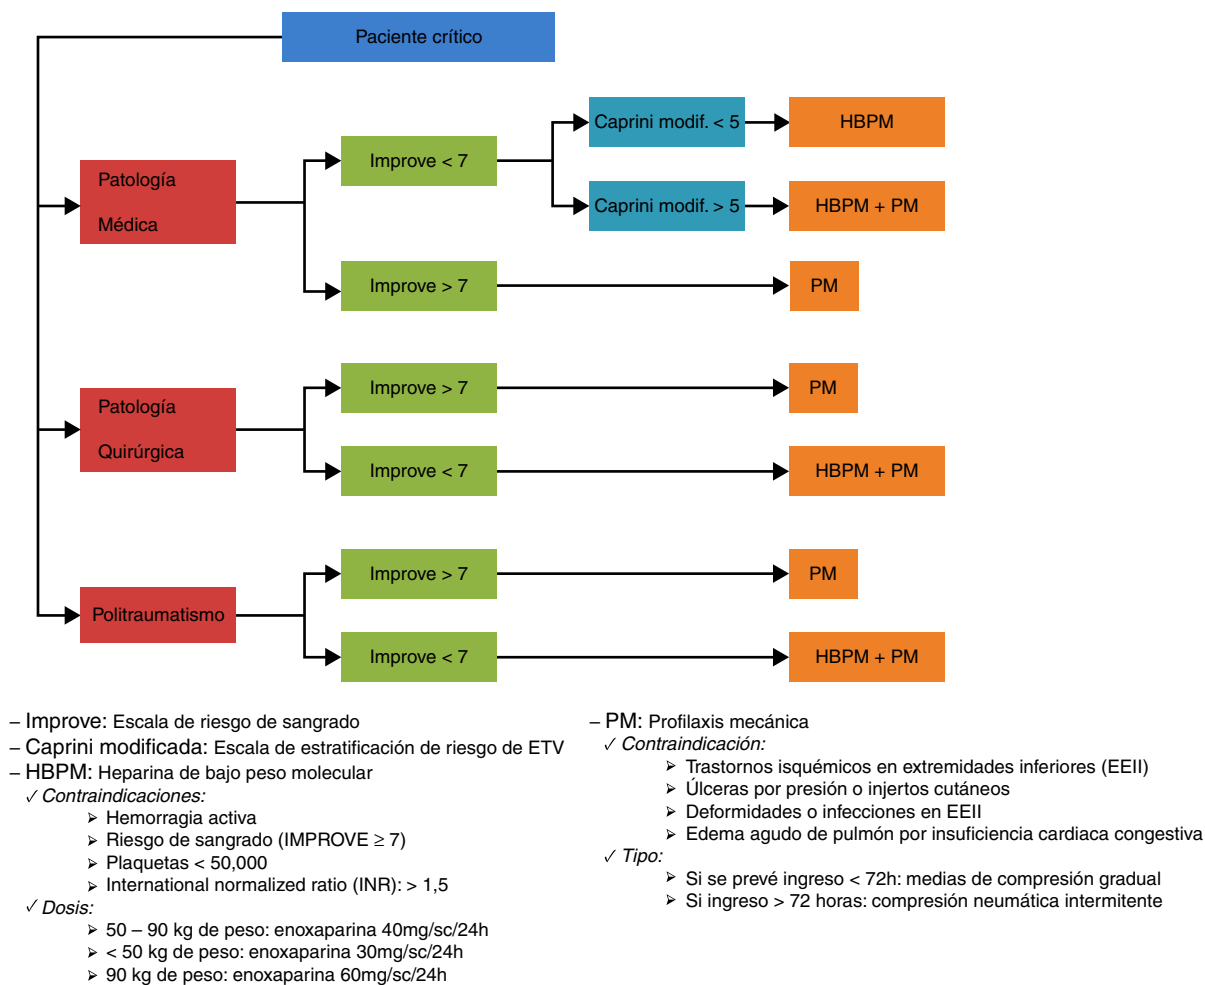 Paciente crítico
Patología
Médica
Improve < 7
Caprini modif. < 5
HBPM
Caprini modif. > 5
HBPM + PM
Improve > 7
PM
Patología
Quirúrgica
Improve > 7
PM
Improve < 7
HBPM + PM
Politraumatismo
Improve > 7
PM
Improve < 7
HBPM + PM
– Improve: Escala de riesgo de sangrado
– Caprini modificada: Escala de estratificación de riesgo de ETV
– HBPM: Heparina de bajo peso molecular
✓ Contraindicaciones:
➢ Hemorragia activa
➢ Riesgo de sangrado (IMPROVE ≥ 7)
➢ Plaquetas < 50,000
➢ International normalized ratio (INR): > 1,5
✓ Dosis:
➢ 50 – 90 kg de peso: enoxaparina 40mg/sc/24h
➢ < 50 kg de peso: enoxaparina 30mg/sc/24h
➢ 90 kg de peso: enoxaparina 60mg/sc/24h
– PM: Profilaxis mecánica
✓ Contraindicación:
➢ Trastornos isquémicos en extremidades inferiores (EEII)
➢ Úlceras por presión o injertos cutáneos
➢ Deformidades o infecciones en EEII
➢ Edema agudo de pulmón por insuficiencia cardiaca congestiva
✓ Tipo:
➢ Si se prevé ingreso < 72h: medias de compresión gradual
➢ Si ingreso > 72 horas: compresión neumática intermitente